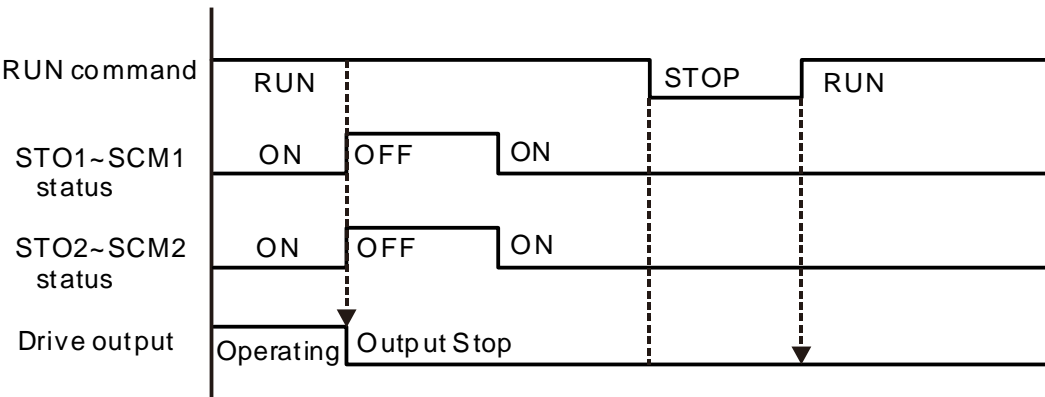 RUN command
RUN
STOP
RUN
STO1~SCM1
status
ON
OFF
ON
STO2~SCM2
status
ON
OFF
ON
Drive output
Operating
Output Stop